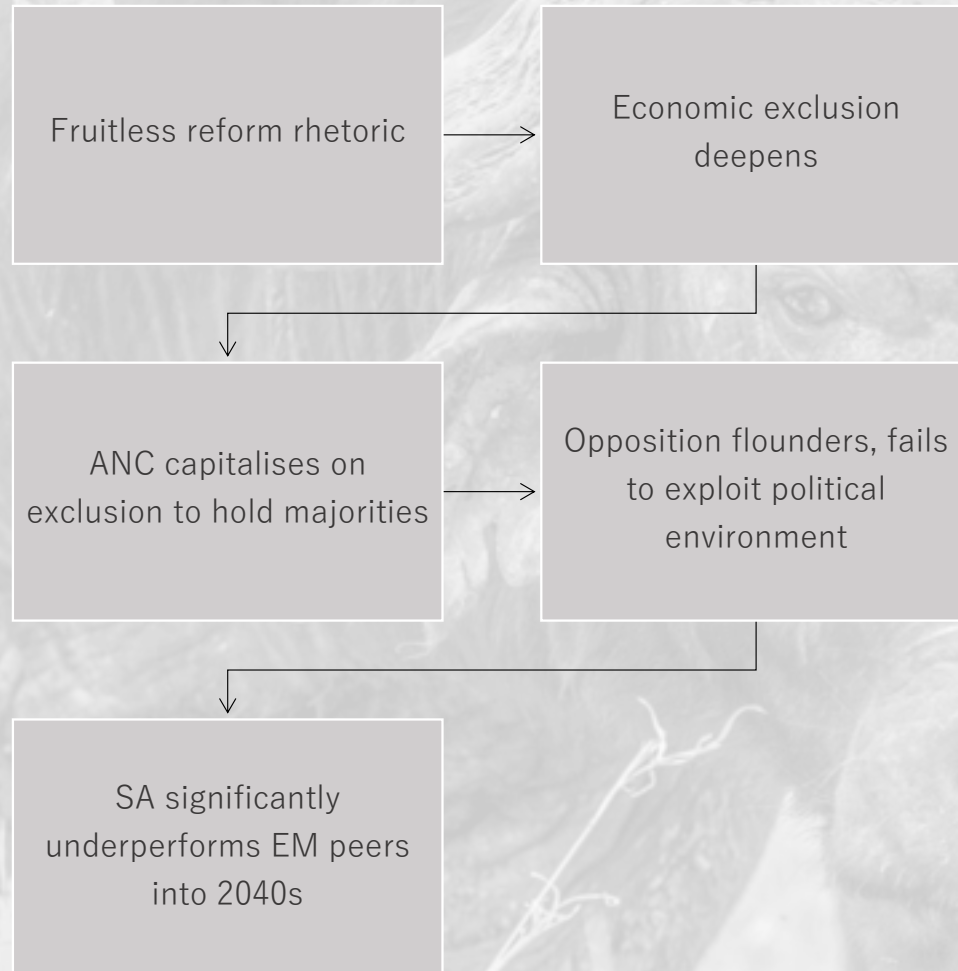 Fruitless reform rhetoric
Economic exclusion
deepens
ANC capitalises on
exclusion to hold majorities
Opposition flounders, fails
to exploit political
environment
SA significantly
underperforms EM peers
into 2040s